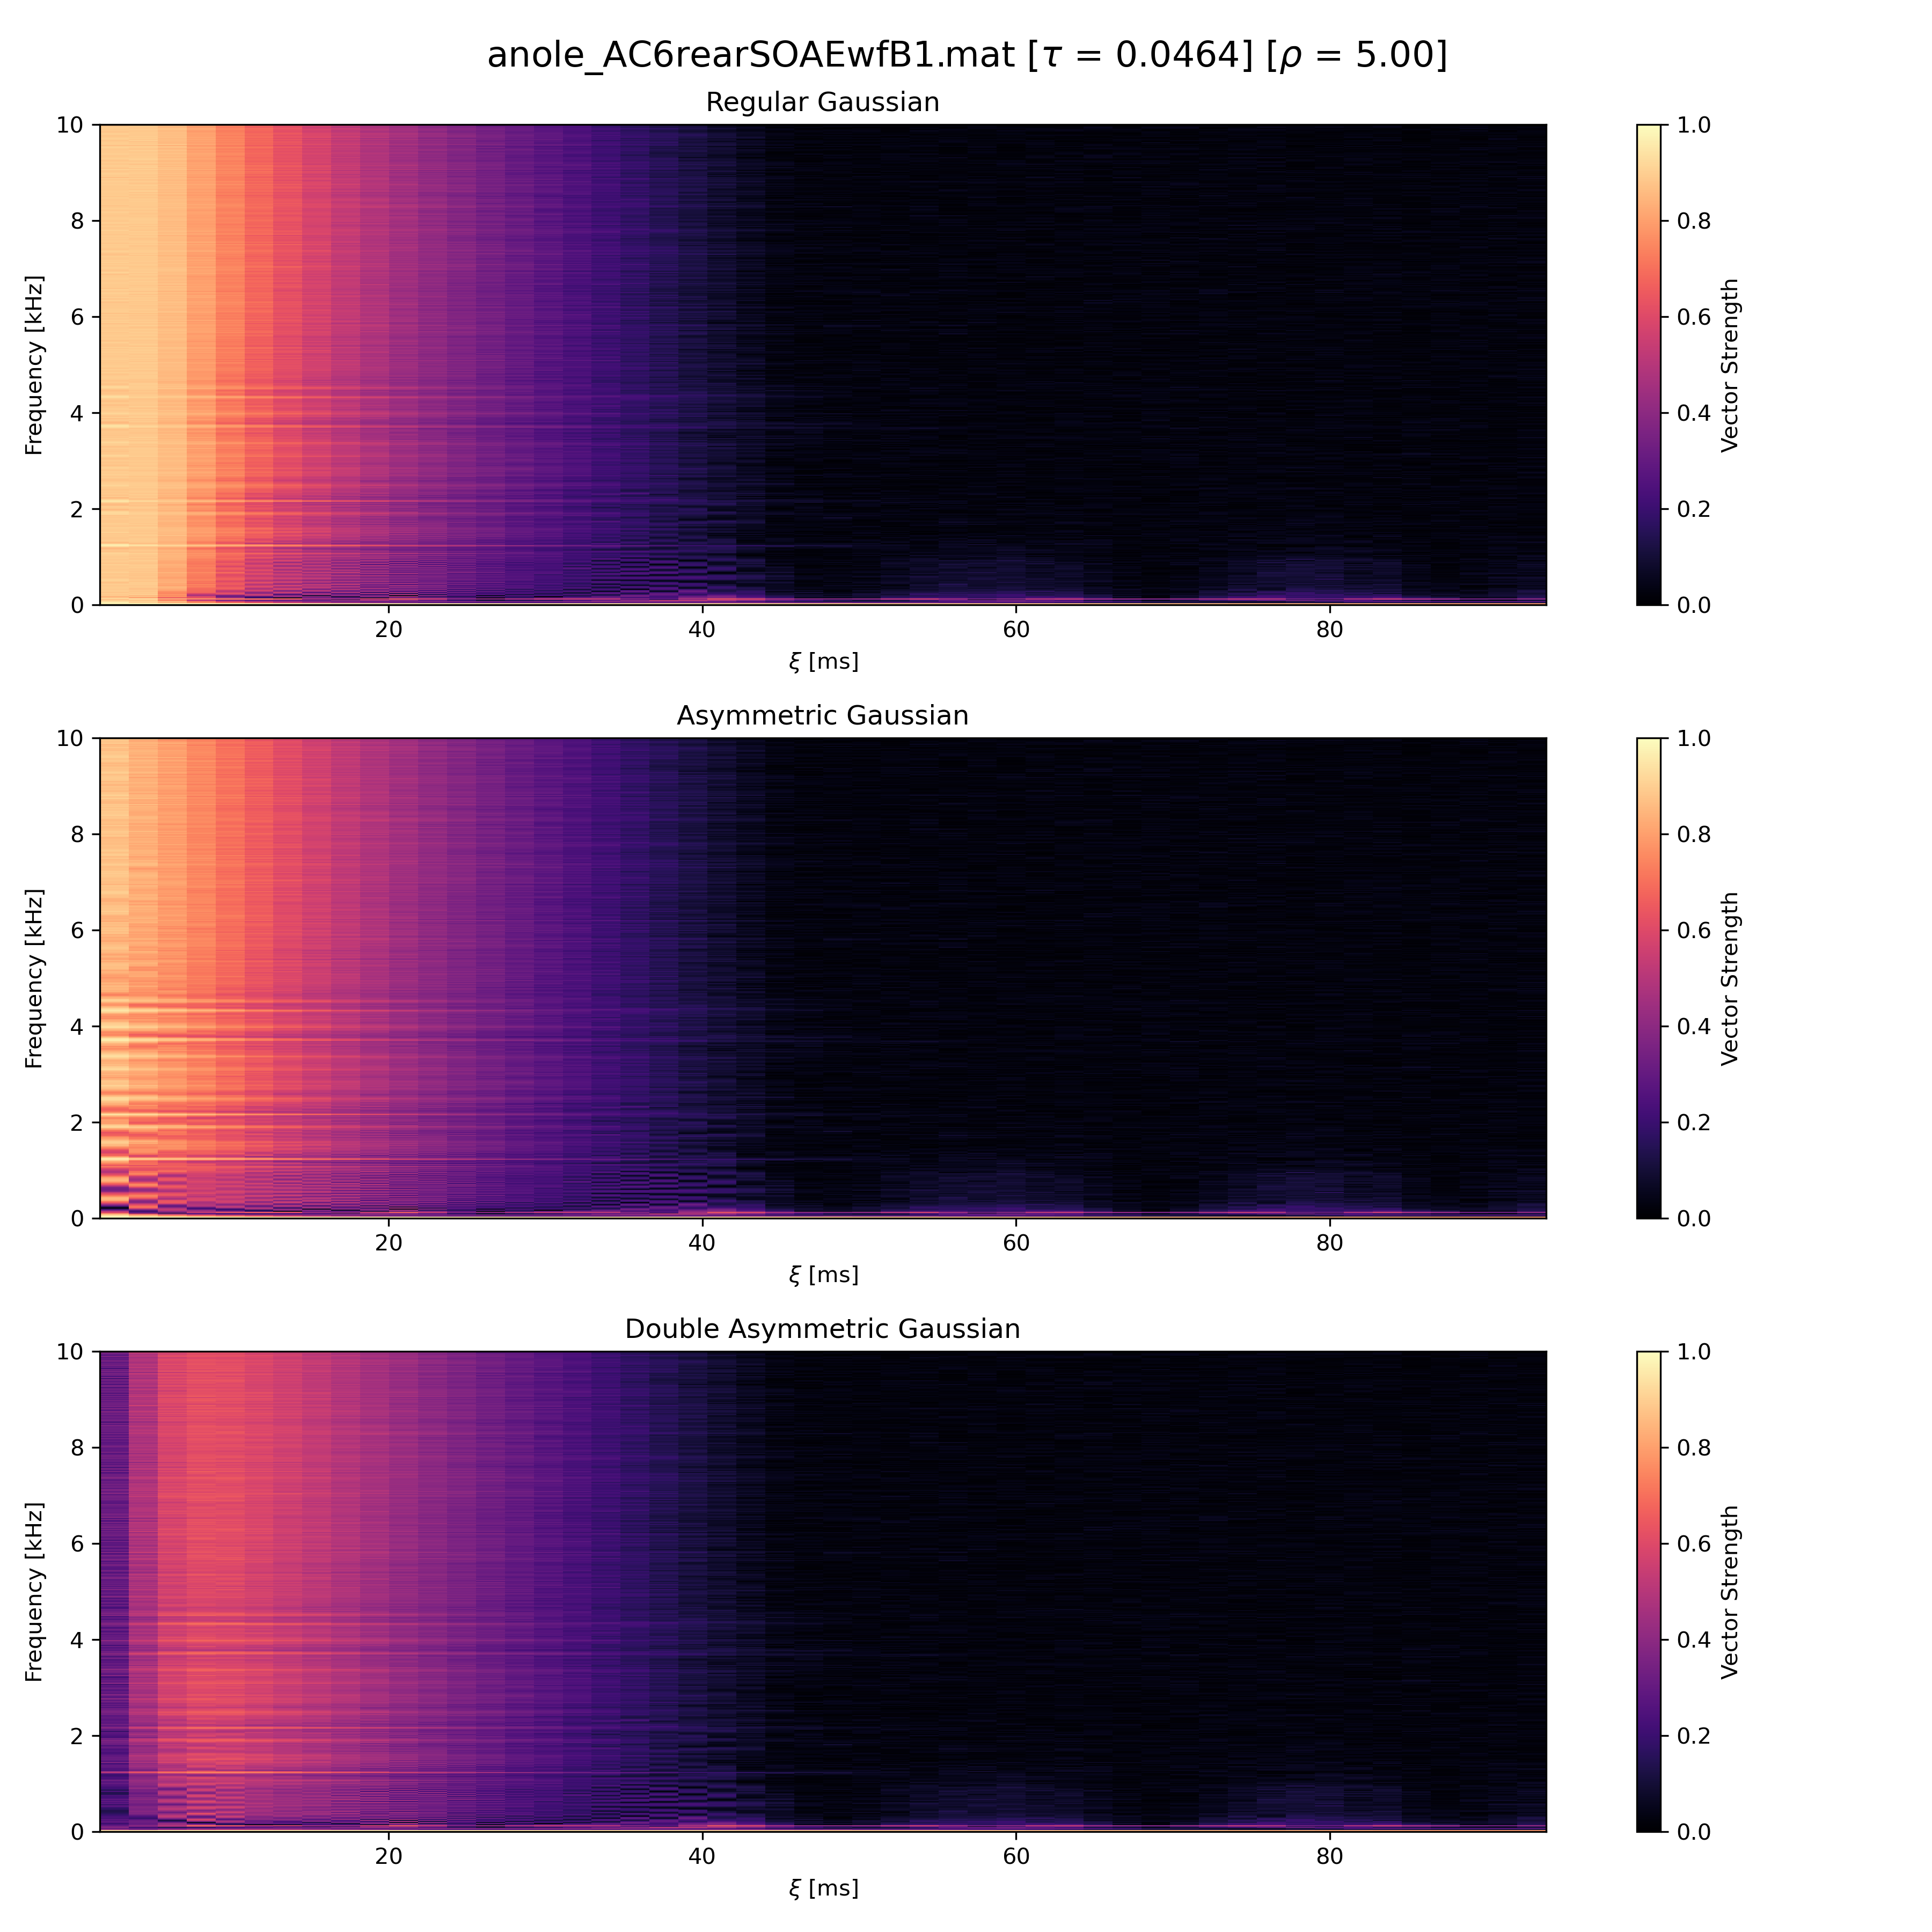 anole_AC6rearSOAEwfB1.mat [τ = 0.0464] [ρ = 5.00]
Regular Gaussian
10
8
6
4
2
0
Frequency [kHz]
20 40 60 80
ξ [ms]
1.0
0.8
0.6
0.4
0.2
0.0
Vector Strength
Asymmetric Gaussian
10
8
6
4
2
0
Frequency [kHz]
20 40 60 80
ξ [ms]
1.0
0.8
0.6
0.4
0.2
0.0
Vector Strength
Double Asymmetric Gaussian
10
8
6
4
2
0
Frequency [kHz]
20 40 60 80
ξ [ms]
1.0
0.8
0.6
0.4
0.2
0.0
Vector Strength